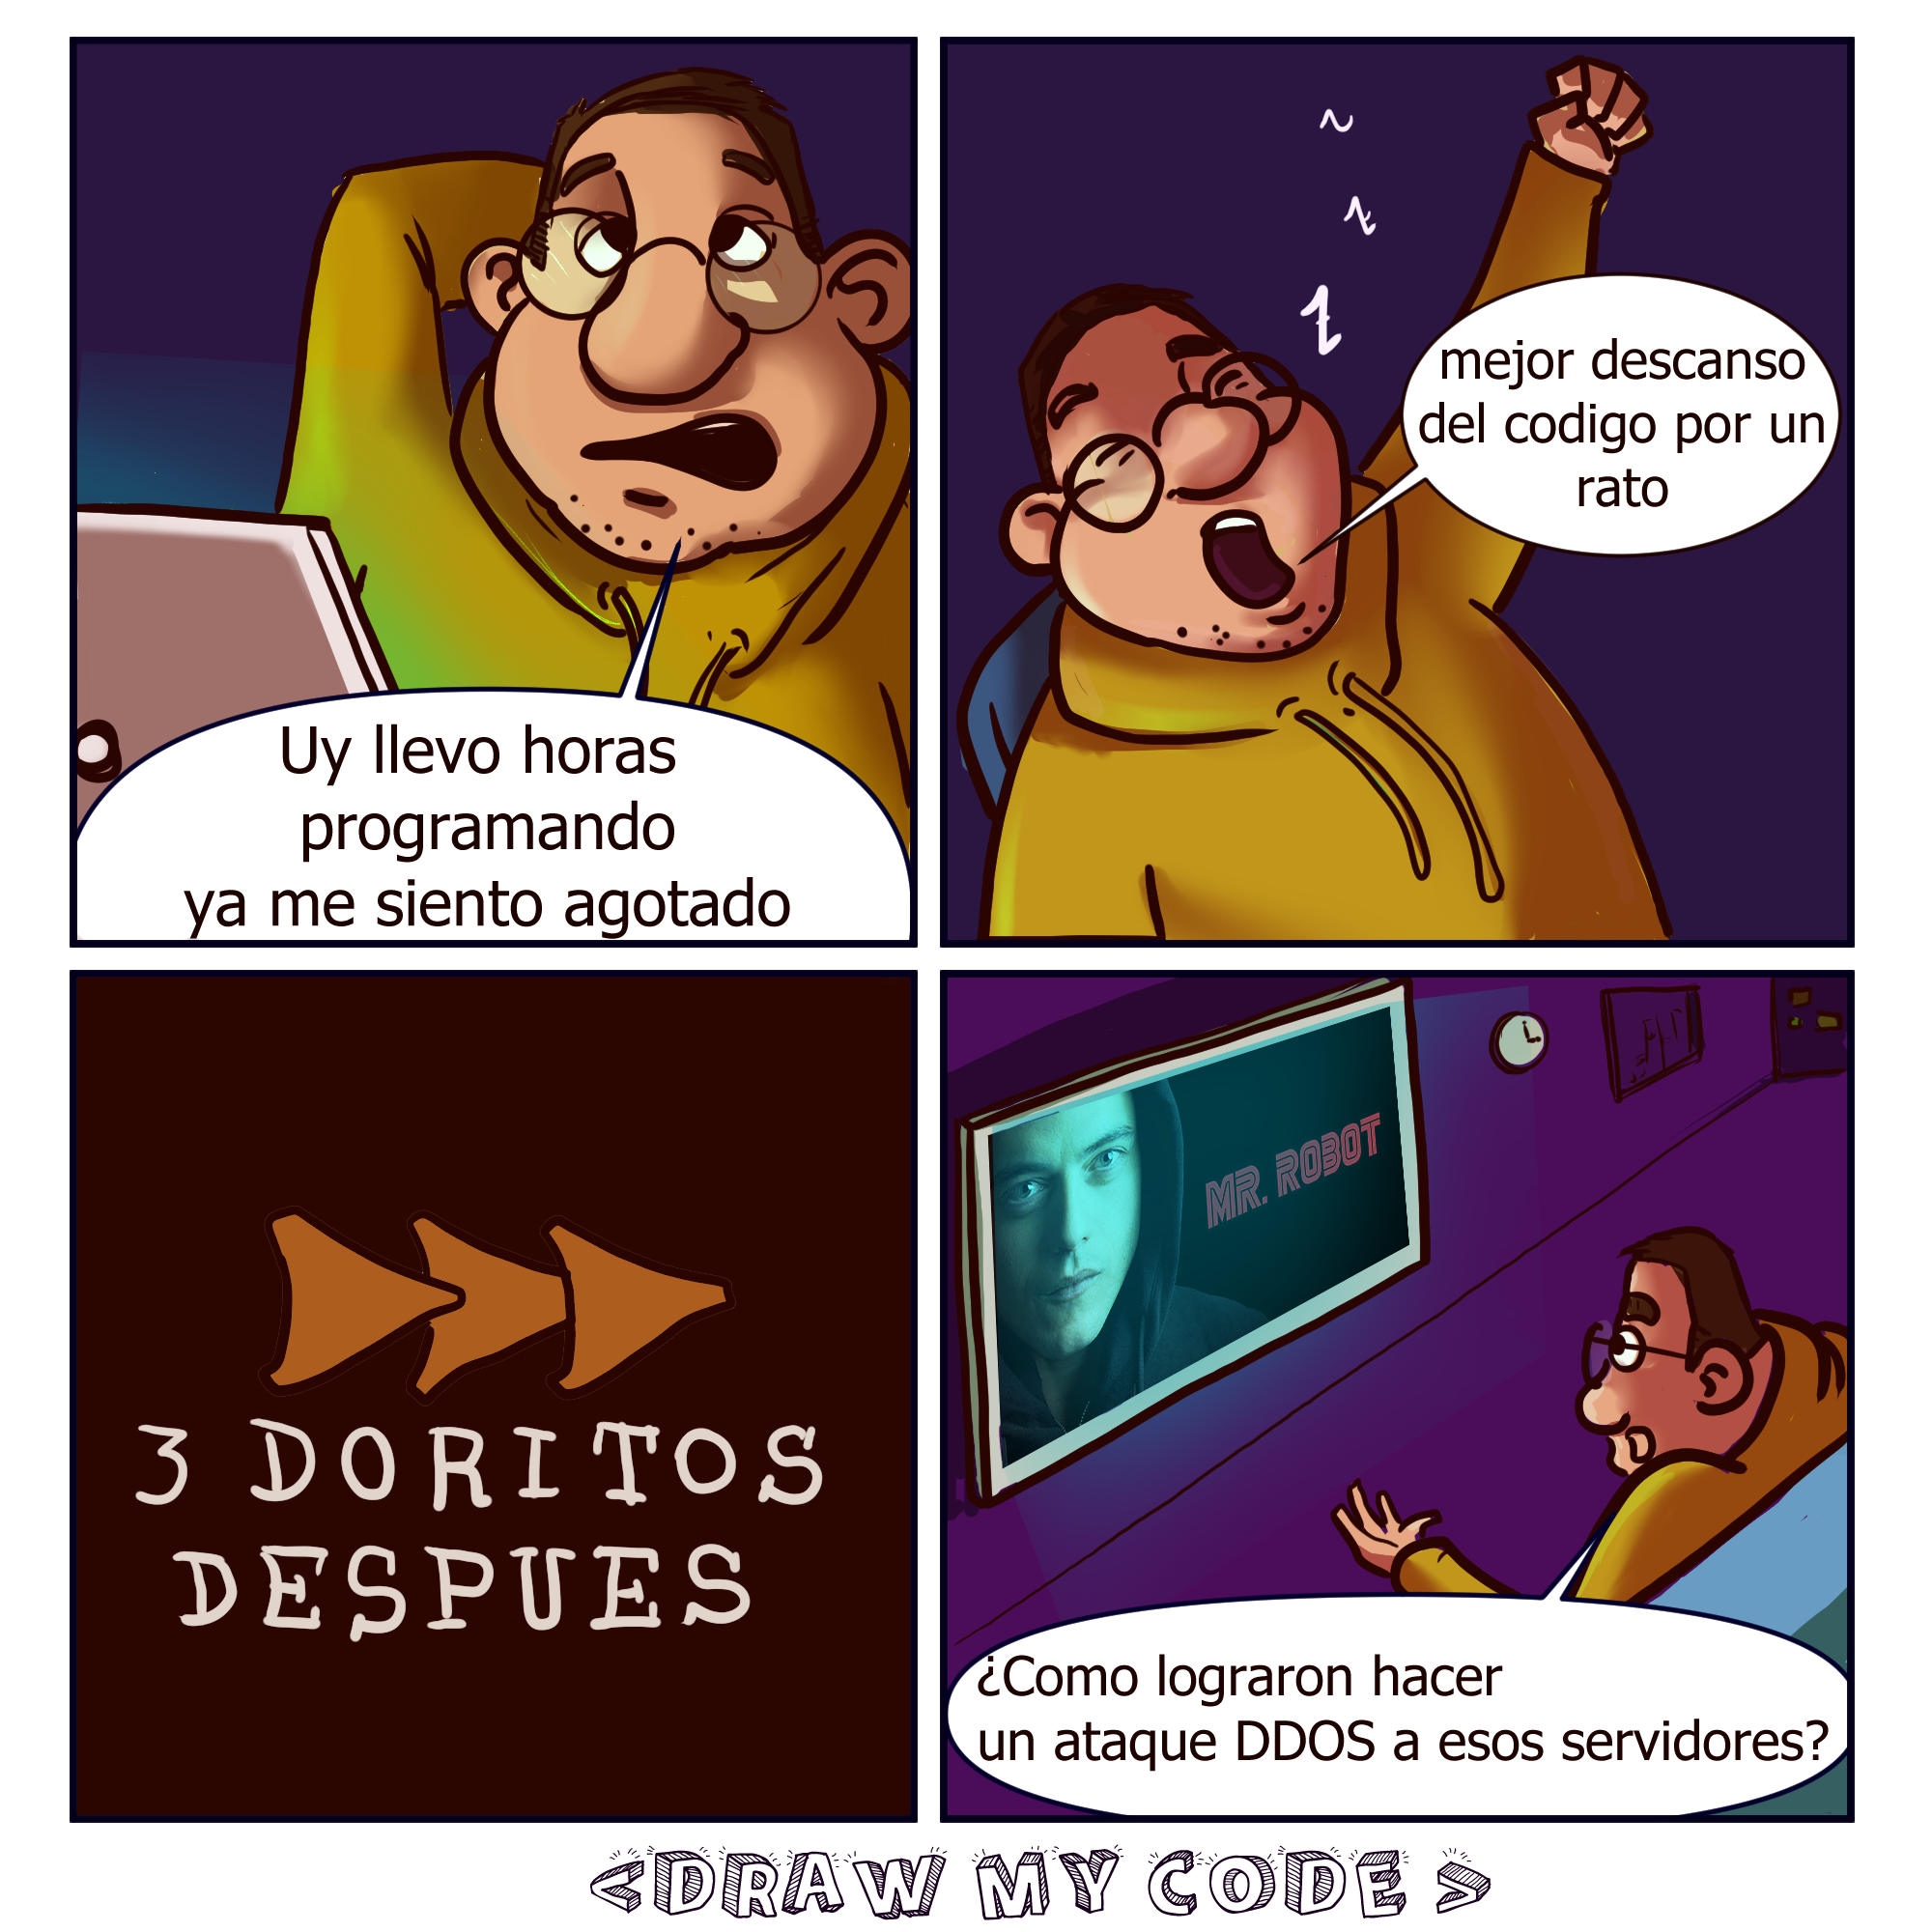 Uy llevo horas
programando
ya me siento agotado
z
z
z
mejor descanso
del codigo por un
rato
3 DORITOS
DESPUES
MR. ROBOT
¿Como lograron hacer
un ataque DDOS a esos servidores?
<DRAW MY CODE >